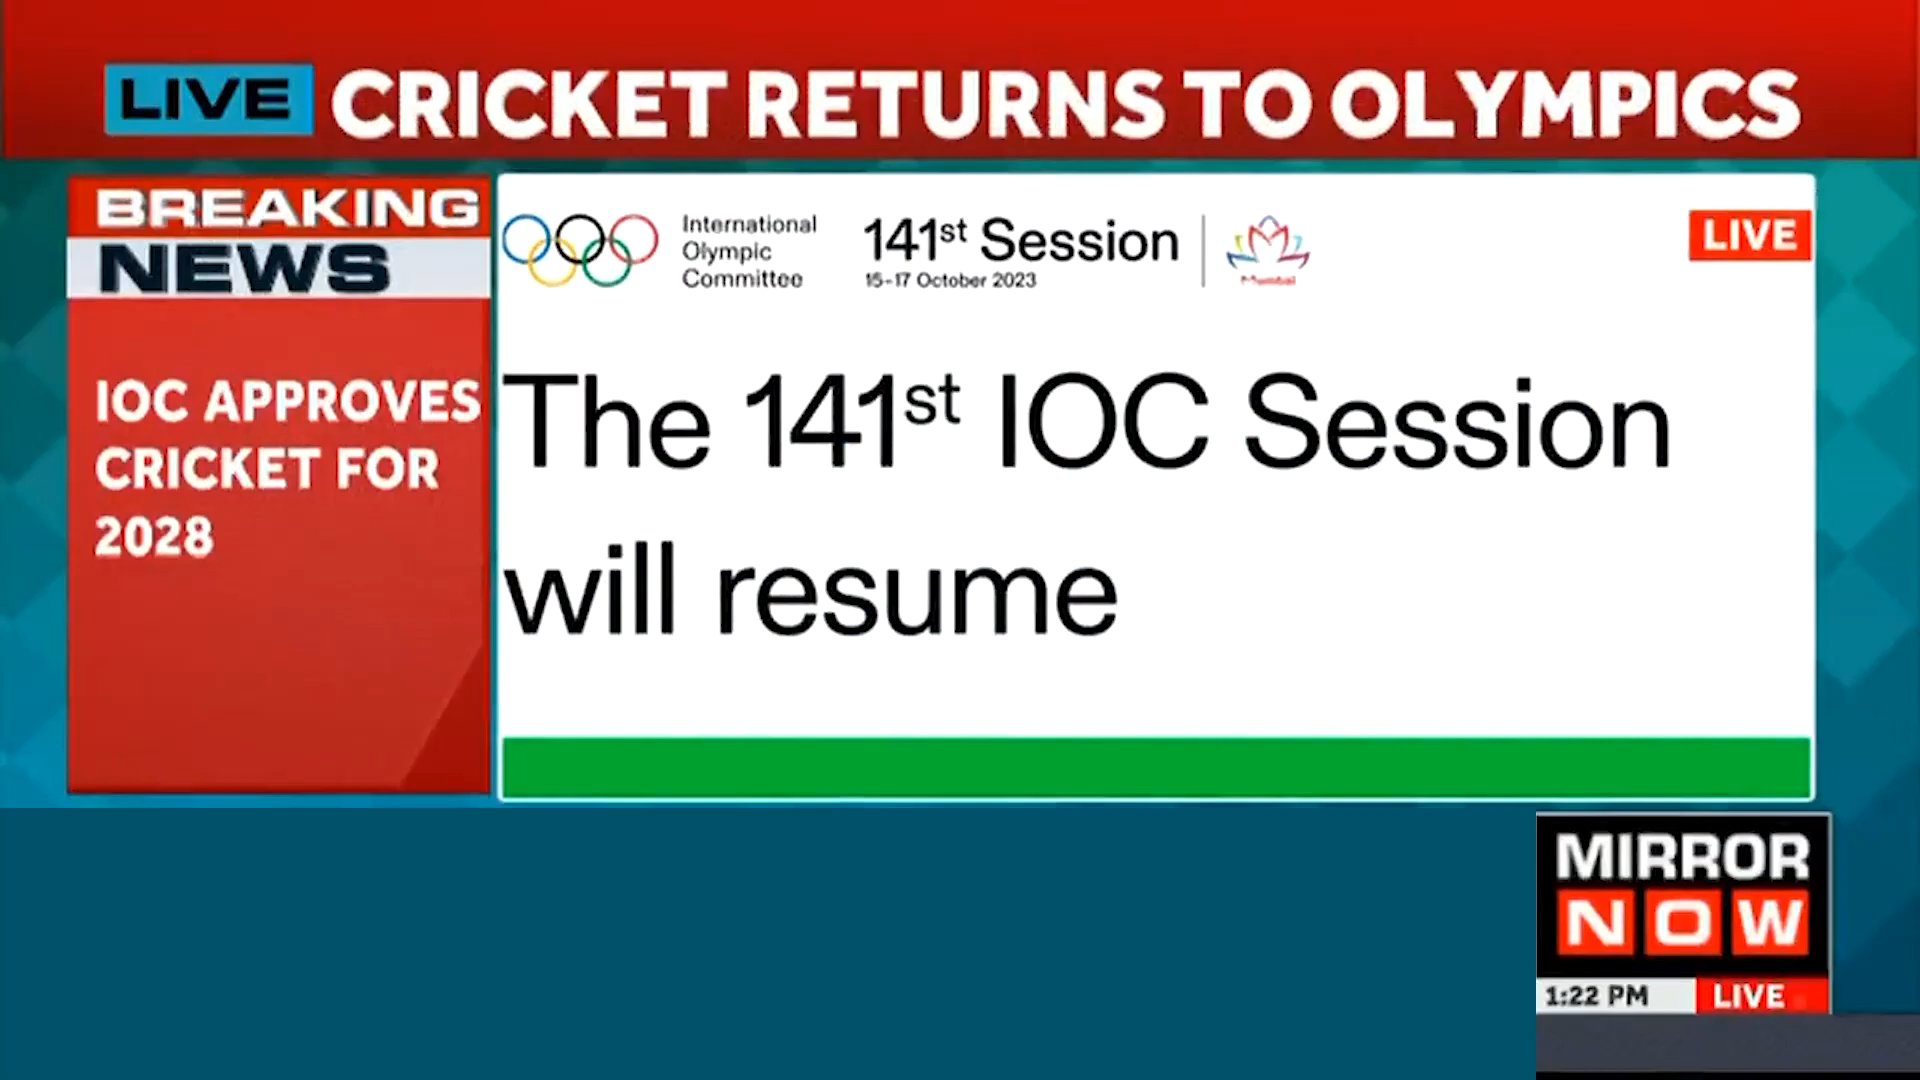 LIVE CRICKET RETURNS TO OLYMPICS
BREAKING
NEWS
IOC APPROVES
CRICKET FOR
2028
International
Olympic
Committee
141st Session
15-17 October 2023
Mumbai
LIVE
The 141st IOC Session
will resume
MIRROR
NOW
1:22 PM LIVE